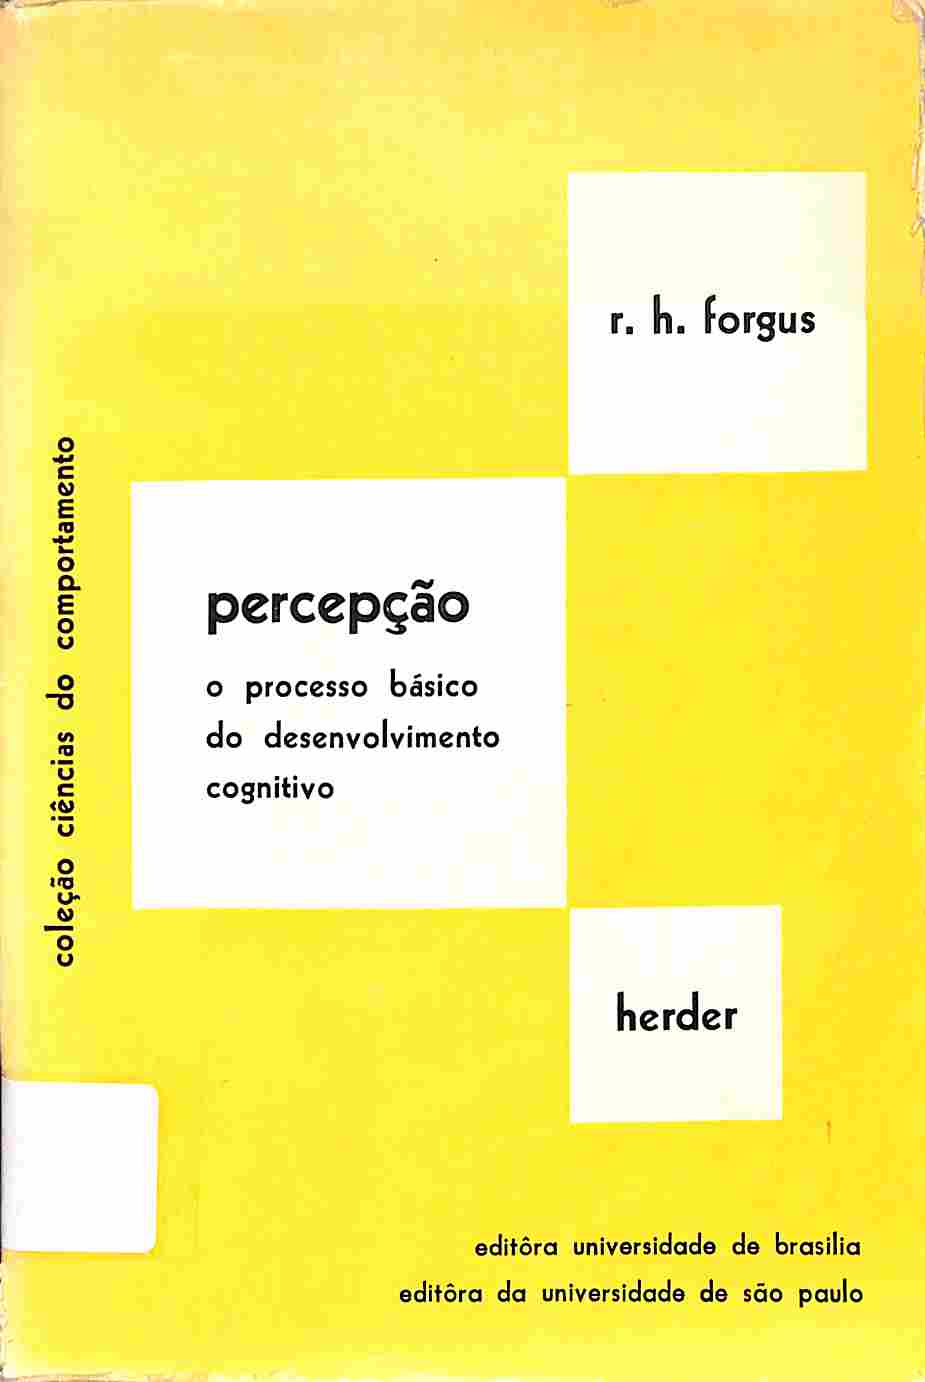 r. h. forgus
coleção ciências do comportamento
percepção
o processo básico
do desenvolvimento
cognitivo
herder
editôra universidade de brasilia
editôra da universidade de são paulo